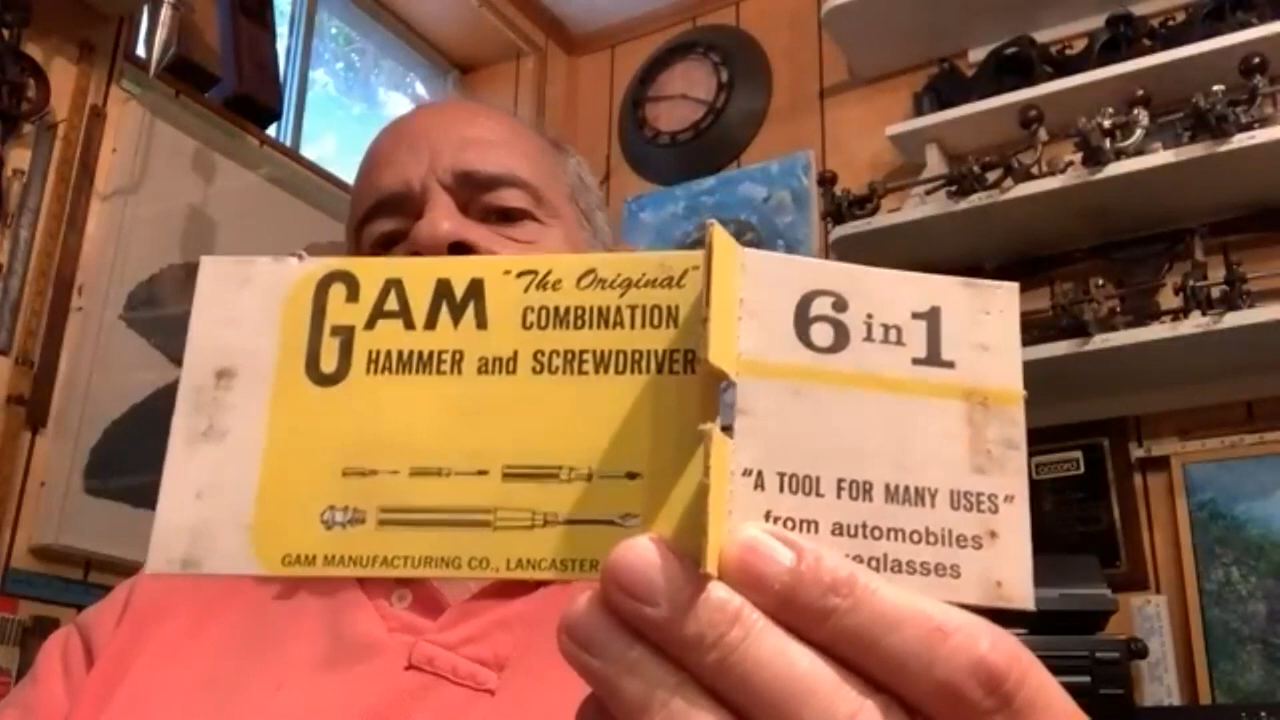 GAM "The Original"
COMBINATION
HAMMER and SCREWDRIVER
GAM MANUFACTURING CO., LANCASTER
6 in 1
"A TOOL FOR MANY USES"
from automobiles
accord